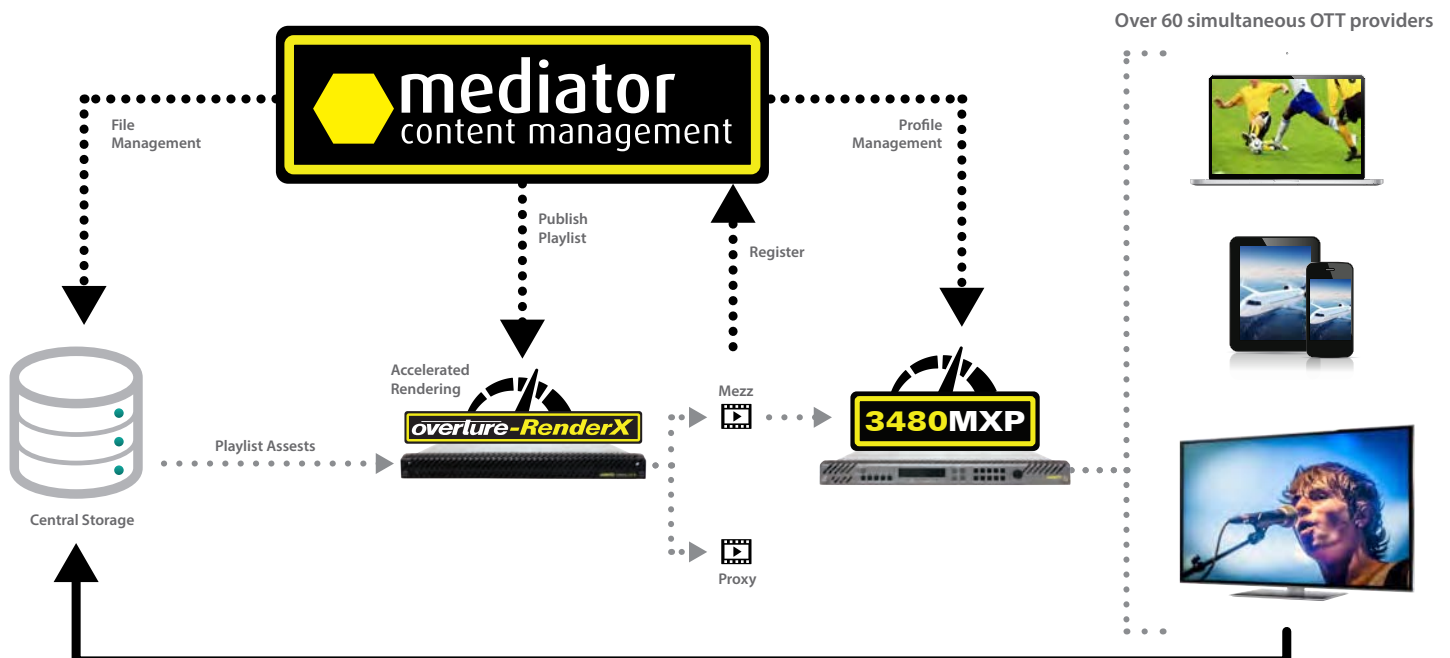 Over 60 simultaneous OTT providers
mediator
content management
File
Management
Profile
Management
Publish
Playlist
Register
Accelerated
Rendering
Mezz
overture-RenderX
3480MXP
Playlist Assests
Central Storage
Proxy